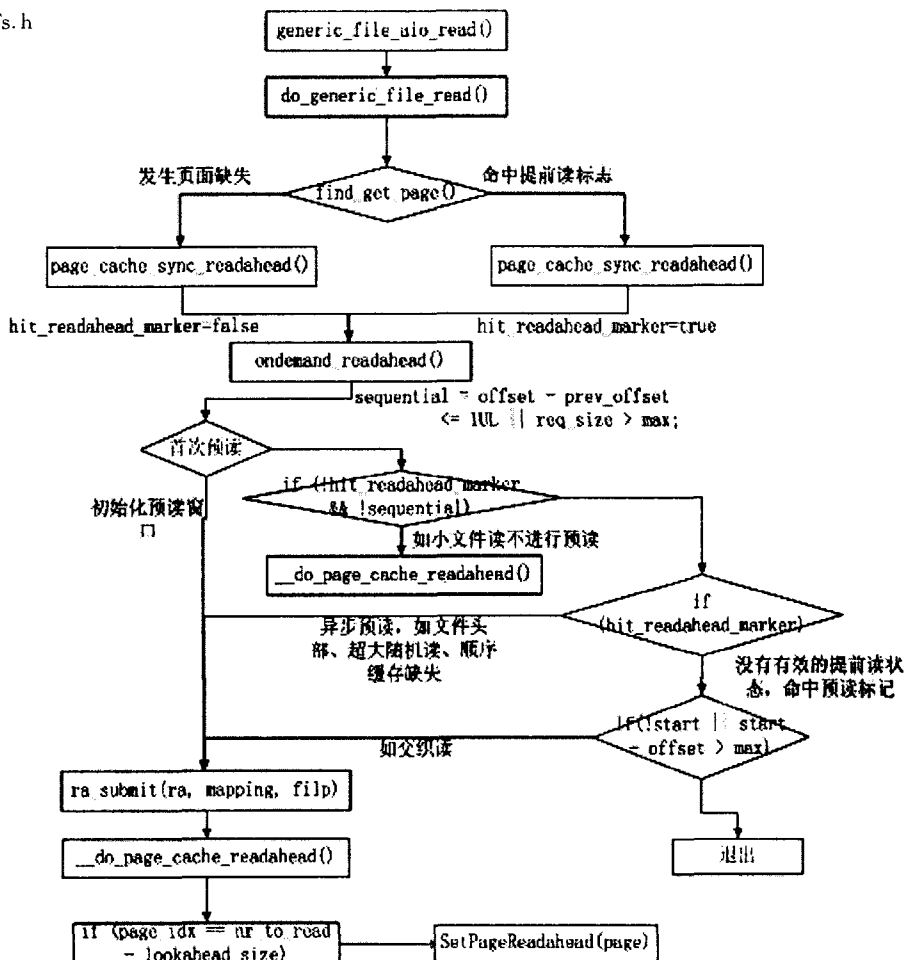 fs.h
generic_file_aio_read()
do_generic_file_read()
发生页面缺失
find_get_page()
命中提前读标志
page_cache_sync_readahead()
page_cache_sync_readahead()
hit_readahead_marker=false
hit_readahead_marker=true
ondemand_readahead()
sequential = offset - prev_offset
<= 1UL || req_size > max;
首次预读
if (!hit_readahead_marker
&& !sequential)
初始化预读窗
口
如小文件读不进行预读
__do_page_cache_readahead()
if
(hit_readahead_marker)
异步预读，如文件头
部、超大随机读、顺序
缓存缺失
没有有效的提前读状
态，命中预读标记
if(!start || start
- offset > max)
如交织读
ra_submit(ra, mapping, filp)
__do_page_cache_readahead()
退出
if (page_idx == nr_to_read
- lookahead_size)
SetPageReadahead(page)